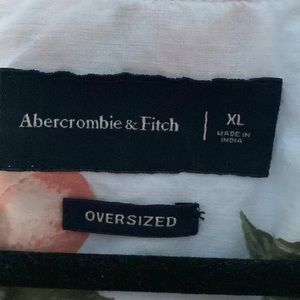 Abercrombie & Fitch
XL
MADE IN
INDIA
OVERSIZED